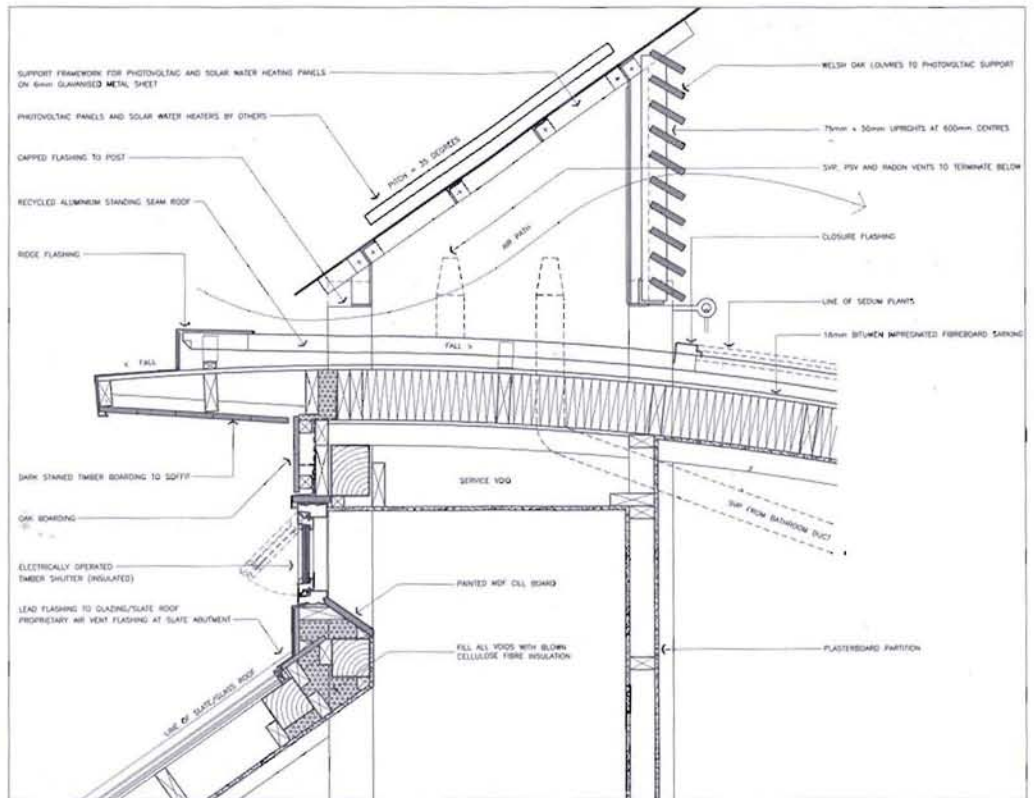 SUPPORT FRAMEWORK FOR PHOTOVOLTAIC AND SOLAR WATER HEATING PANELS
ON 6mm GLAVANISED METAL SHEET
PHOTOVOLTAIC PANELS AND SOLAR WATER HEATERS BY OTHERS
CAPPED FLASHING TO POST
RECYCLED ALUMINIUM STANDING SEAM ROOF
RIDGE FLASHING
DARK STAINED TIMBER BOARDING TO SOFFIT
OAK BOARDING
ELECTRICALLY OPERATED
TIMBER SHUTTER (INSULATED)
LEAD FLASHING TO GLAZING/SLATE ROOF
PROPRIETARY AIR VENT FLASHING AT SLATE ABUTMENT
LINE OF SLATE/GLASS ROOF
PITCH = 35 DEGREES
AIR PATH
< FALL
FALL >
SERVICE VOID
SVP FROM BATHROOM DUCT
PAINTED MDF CILL BOARD
FILL ALL VOIDS WITH BLOWN
CELLULOSE FIBRE INSULATION
WELSH OAK LOUVRES TO PHOTOVOLTAIC SUPPORT
75mm x 50mm UPRIGHTS AT 600mm CENTRES
SVP, PSV AND RADON VENTS TO TERMINATE BELOW
CLOSURE FLASHING
LINE OF SEDUM PLANTS
18mm BITUMEN IMPREGNATED FIBREBOARD SARKING
PLASTERBOARD PARTITION